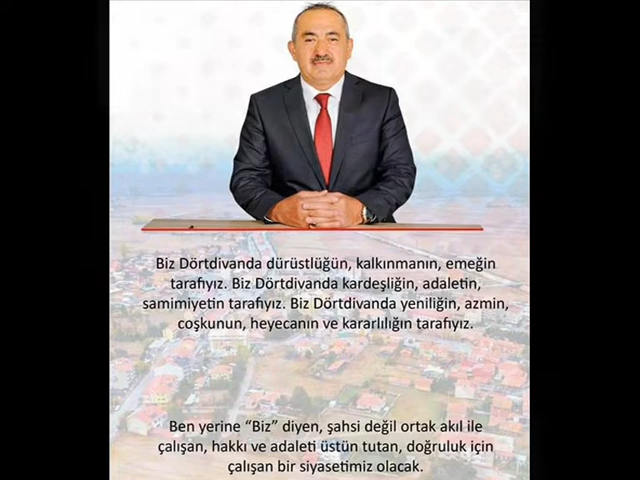 Biz Dörtdivanda dürüstlüğün, kalkınmanın, emeğin
tarafıyız. Biz Dörtdivanda kardeşliğin, adaletin,
samimiyetin tarafıyız. Biz Dörtdivanda yeniliğin, azmin,
coşkunun, heyecanın ve kararlılığın tarafıyız.
Ben yerine “Biz” diyen, şahsi değil ortak akıl ile
çalışan, hakkı ve adaleti üstün tutan, doğruluk için
çalışan bir siyasetimiz olacak.